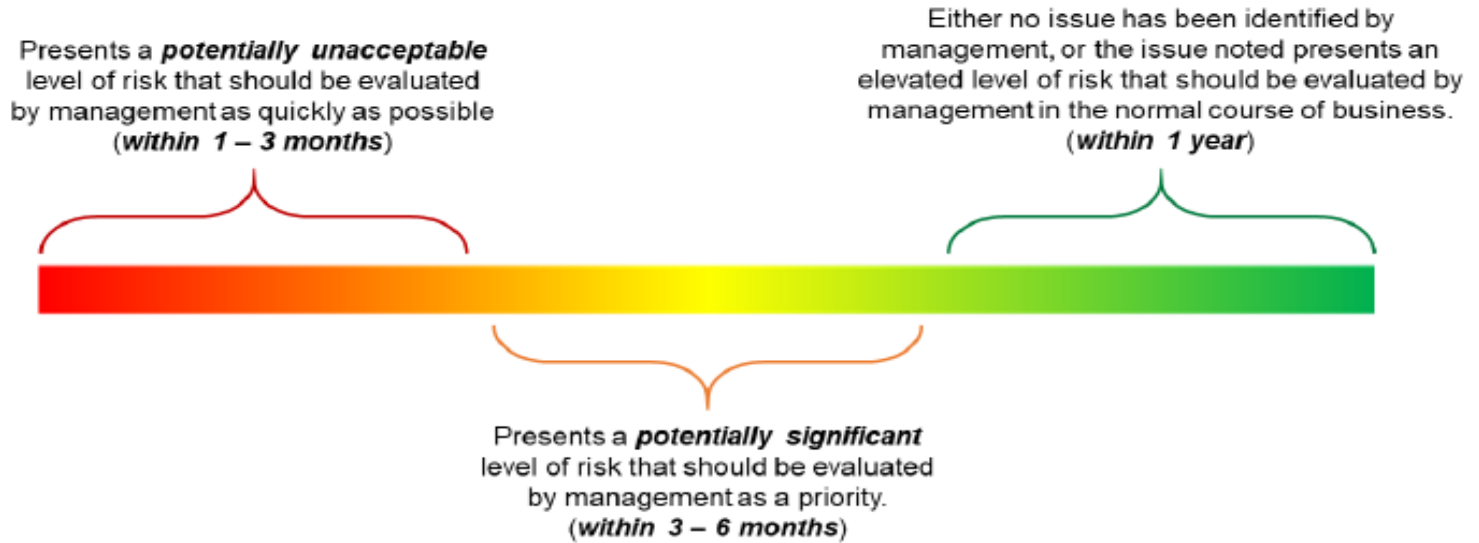 Presents a potentially unacceptable
level of risk that should be evaluated
by management as quickly as possible
(within 1 – 3 months)
Either no issue has been identified by
management, or the issue noted presents an
elevated level of risk that should be evaluated by
management in the normal course of business.
(within 1 year)
Presents a potentially significant
level of risk that should be evaluated
by management as a priority.
(within 3 – 6 months)